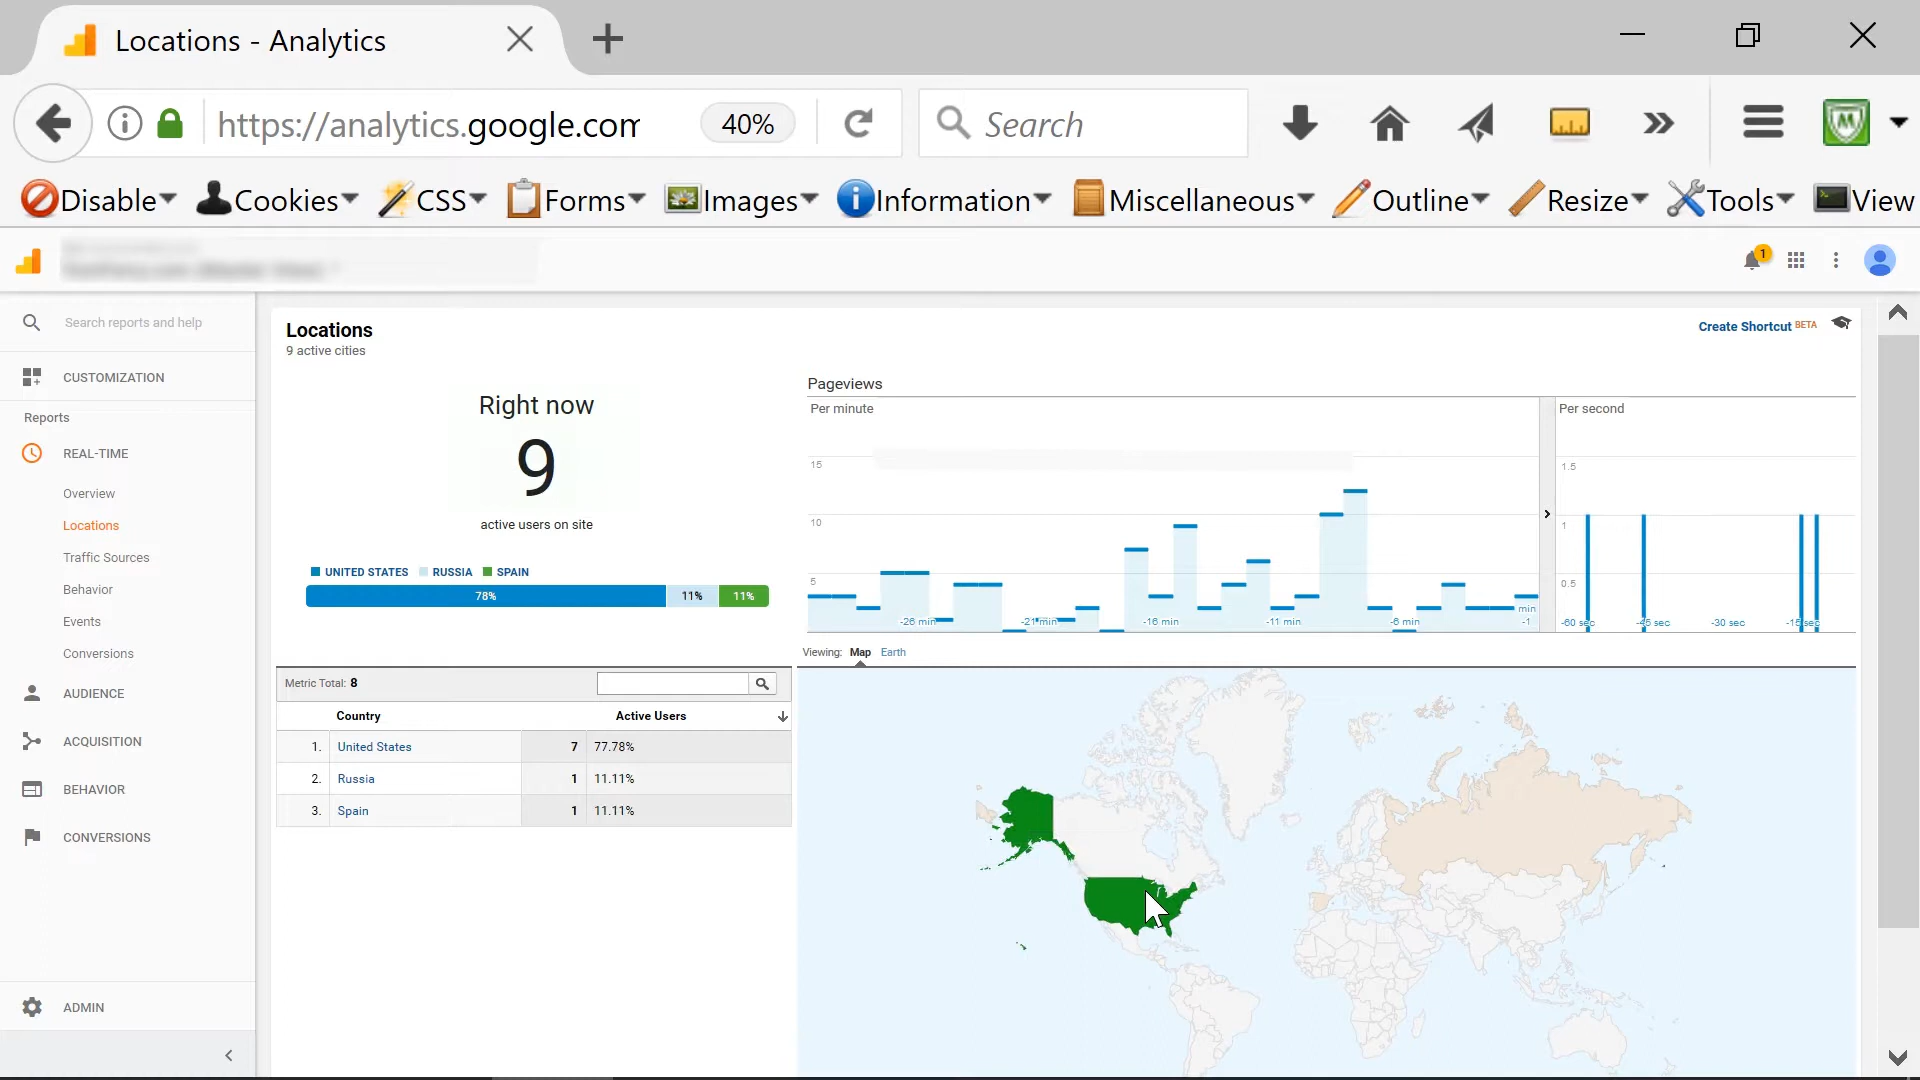 Locations - Analytics
https://analytics.google.com 40% Search
Disable Cookies CSS Forms Images Information Miscellaneous Outline Resize Tools View
1
Search reports and help
CUSTOMIZATION
Reports
REAL-TIME
Overview
Locations
Traffic Sources
Behavior
Events
Conversions
AUDIENCE
ACQUISITION
BEHAVIOR
CONVERSIONS
ADMIN
Locations
9 active cities
Create Shortcut BETA
Right now
9
active users on site
UNITED STATES RUSSIA SPAIN
78% 11% 11%
Pageviews
Per minute
15
10
5
-26 min -21 min -16 min -11 min -6 min -1
min
Per second
1.5
1
0.5
-60 sec -45 sec -30 sec -15 sec
Viewing: Map Earth
Metric Total: 8
Country Active Users
1. United States 7 77.78%
2. Russia 1 11.11%
3. Spain 1 11.11%